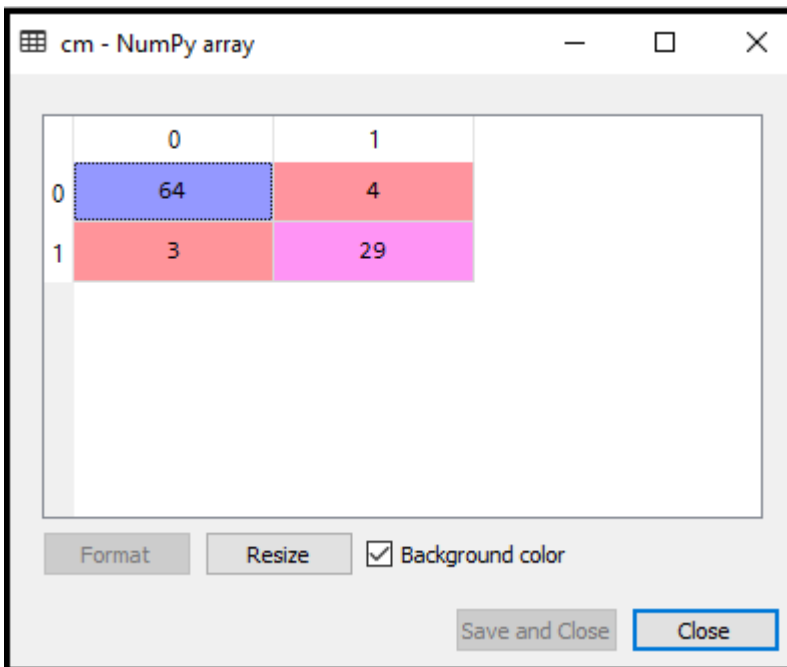 cm - NumPy array
0 1
0 64 4
1 3 29
Format Resize Background color
Save and Close Close